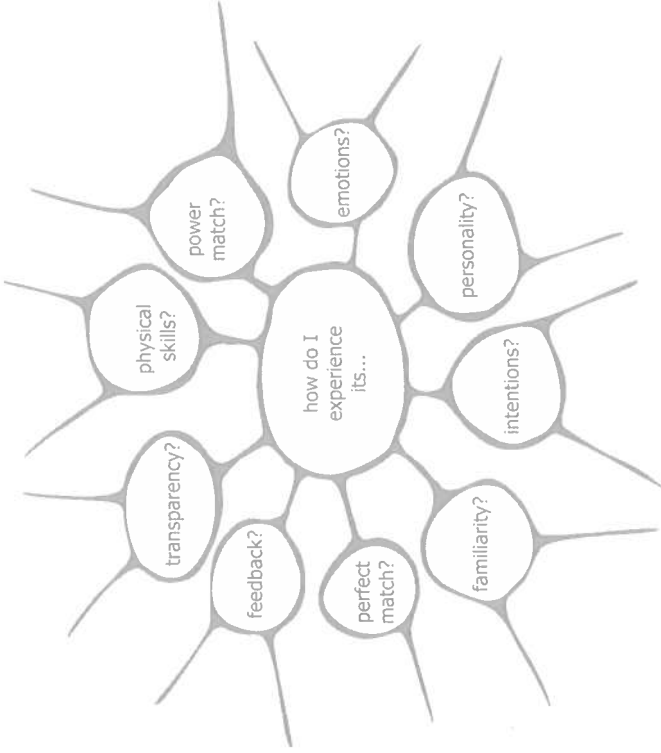 how do I
experience
its...
emotions?
personality?
intentions?
familiarity?
perfect
match?
feedback?
transparency?
physical
skills?
power
match?